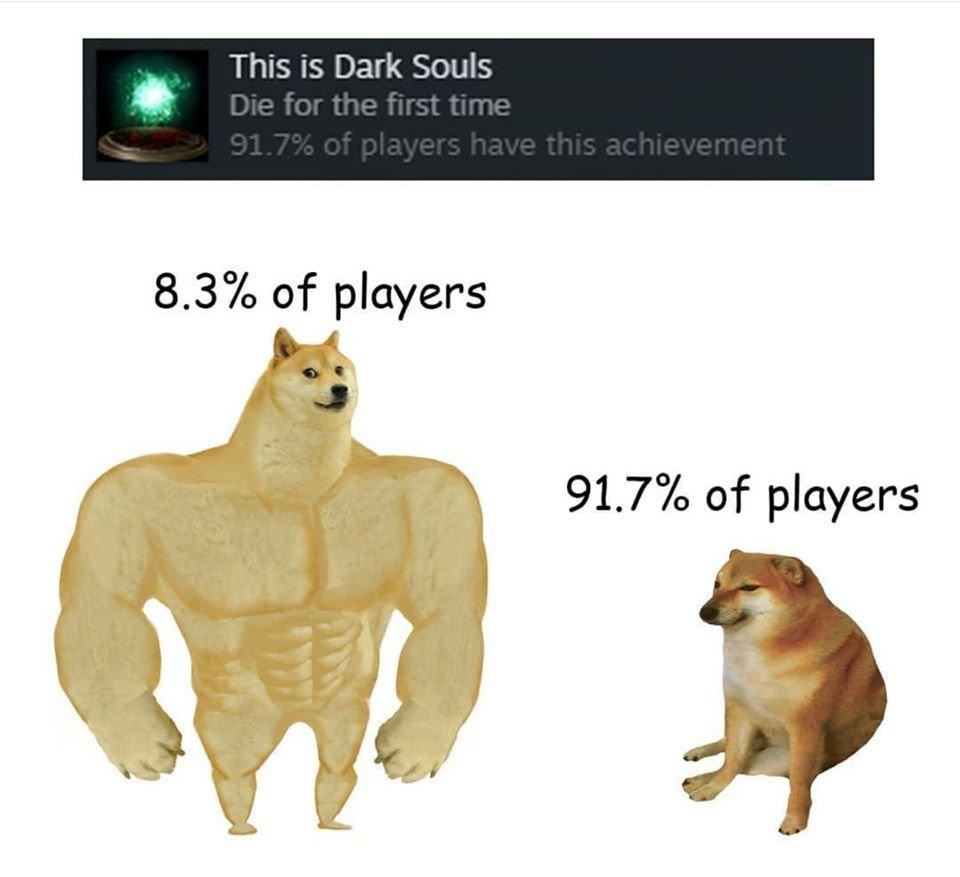 This is Dark Souls
Die for the first time
91.7% of players have this achievement
8.3% of players
91.7% of players